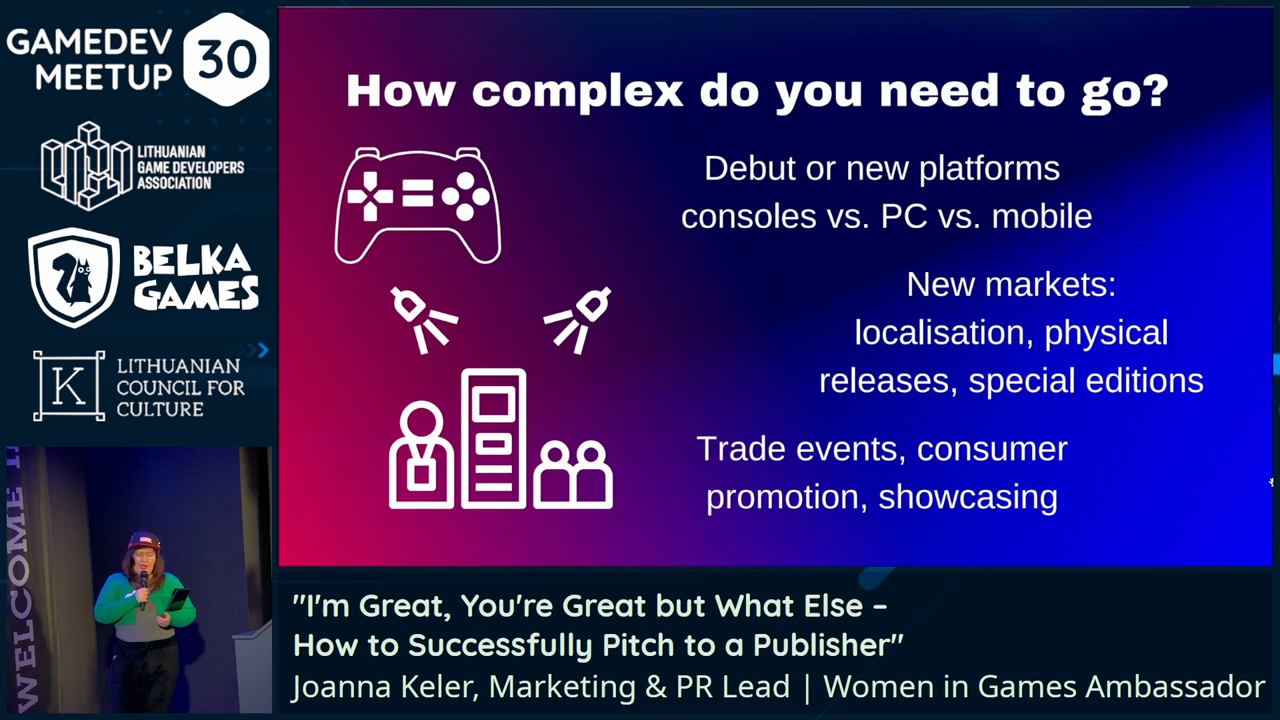 GAMEDEV
MEETUP
30
LITHUANIAN
GAME DEVELOPERS
ASSOCIATION
BELKA
GAMES
K
LITHUANIAN
COUNCIL FOR
CULTURE
WELCOME
How complex do you need to go?
Debut or new platforms
consoles vs. PC vs. mobile
New markets:
localisation, physical
releases, special editions
Trade events, consumer
promotion, showcasing
"I'm Great, You're Great but What Else –
How to Successfully Pitch to a Publisher"
Joanna Keler, Marketing & PR Lead | Women in Games Ambassador